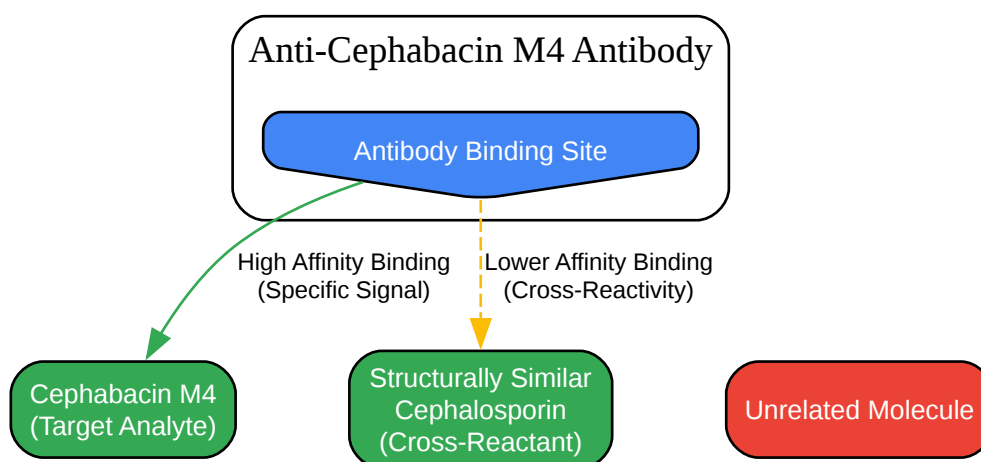 Anti-Cephabacin M4 Antibody
Antibody Binding Site
High Affinity Binding
(Specific Signal)
Lower Affinity Binding
(Cross-Reactivity)
Cephabacin M4
(Target Analyte)
Structurally Similar
Cephalosporin
(Cross-Reactant)
Unrelated Molecule